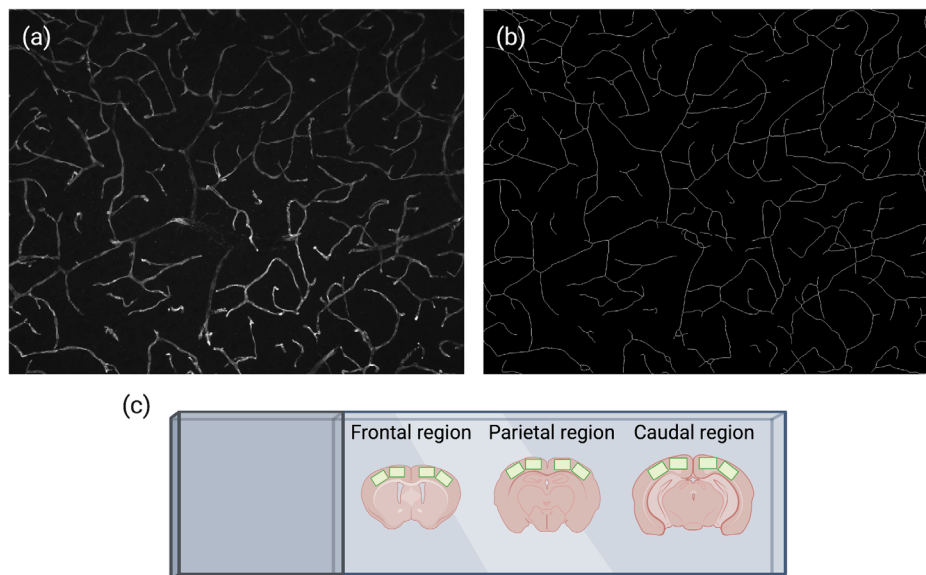 (a)
(b)
(c)
Frontal region
Parietal region
Caudal region